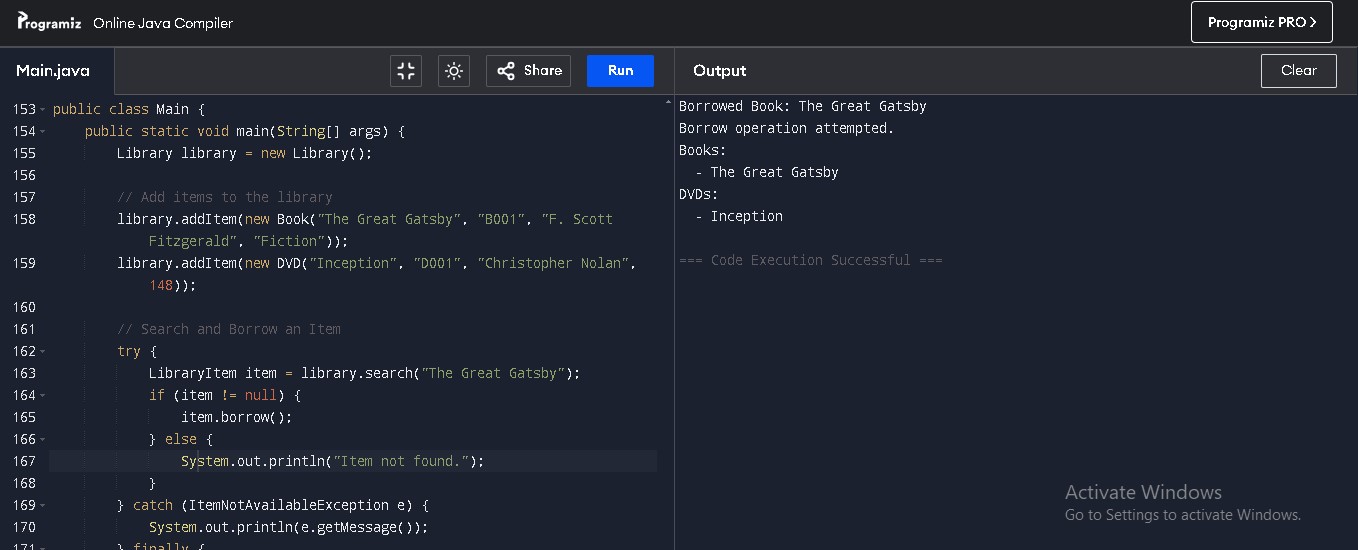 Programiz Online Java Compiler
Programiz PRO >
Main.java
Share
Run
Output
Clear
153 public class Main {
154 public static void main(String[] args) {
155 Library library = new Library();
156
157 // Add items to the library
158 library.addItem(new Book("The Great Gatsby", "B001", "F. Scott
Fitzgerald", "Fiction"));
159 library.addItem(new DVD("Inception", "D001", "Christopher Nolan",
148));
160
161 // Search and Borrow an Item
162 try {
163 LibraryItem item = library.search("The Great Gatsby");
164 if (item != null) {
165 item.borrow();
166 } else {
167 System.out.println("Item not found.");
168 }
169 } catch (ItemNotAvailableException e) {
170 System.out.println(e.getMessage());
171 } finally {
Borrowed Book: The Great Gatsby
Borrow operation attempted.
Books:
- The Great Gatsby
DVDs:
- Inception
=== Code Execution Successful ===
Activate Windows
Go to Settings to activate Windows.